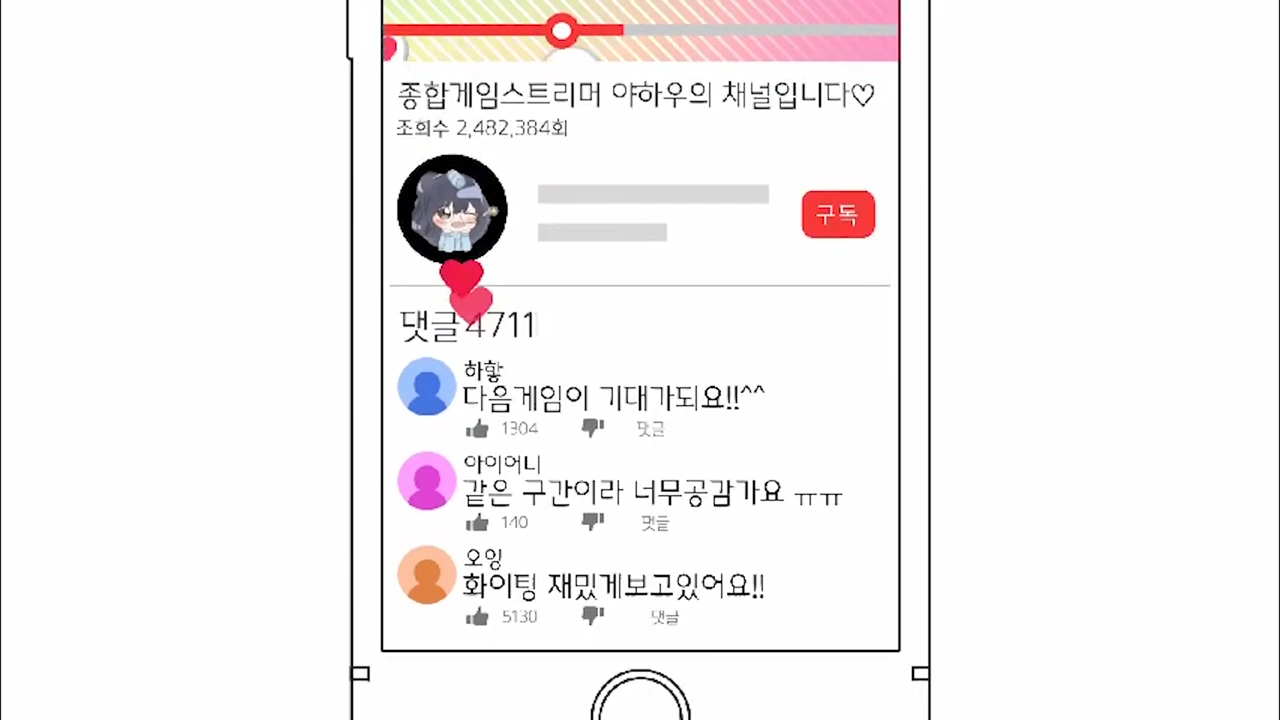 종합게임스트리머 야하우의 채널입니다♡
조회수 2,482,384회
구독
댓글4711
하핳
다음게임이 기대가되요!!^^
1304 댓글
아이어니
같은 구간이라 너무공감가요 ㅠㅠ
140 댓글
오잉
화이팅 재밌게보고있어요!!
5130 댓글